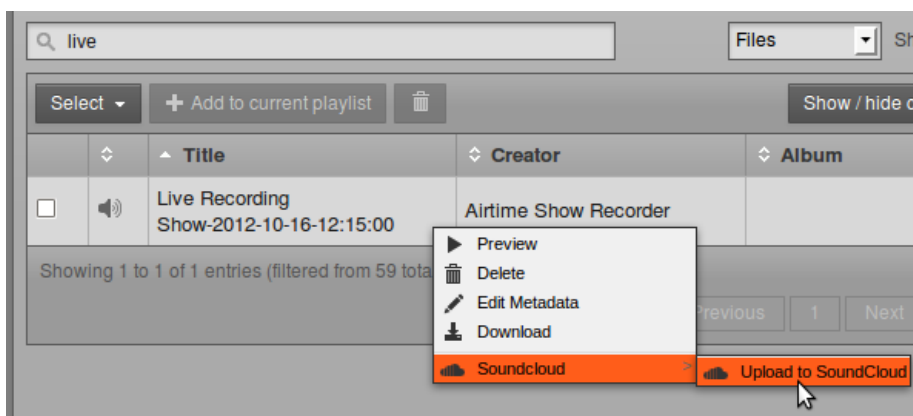 live
Files
Sh
Select
Add to current playlist
Show / hide c
Title
Creator
Album
Live Recording
Show-2012-10-16-12:15:00
Airtime Show Recorder
Preview
Showing 1 to 1 of 1 entries (filtered from 59 tota
Delete
Edit Metadata
Previous
1
Next
Download
Soundcloud
>
Upload to SoundCloud